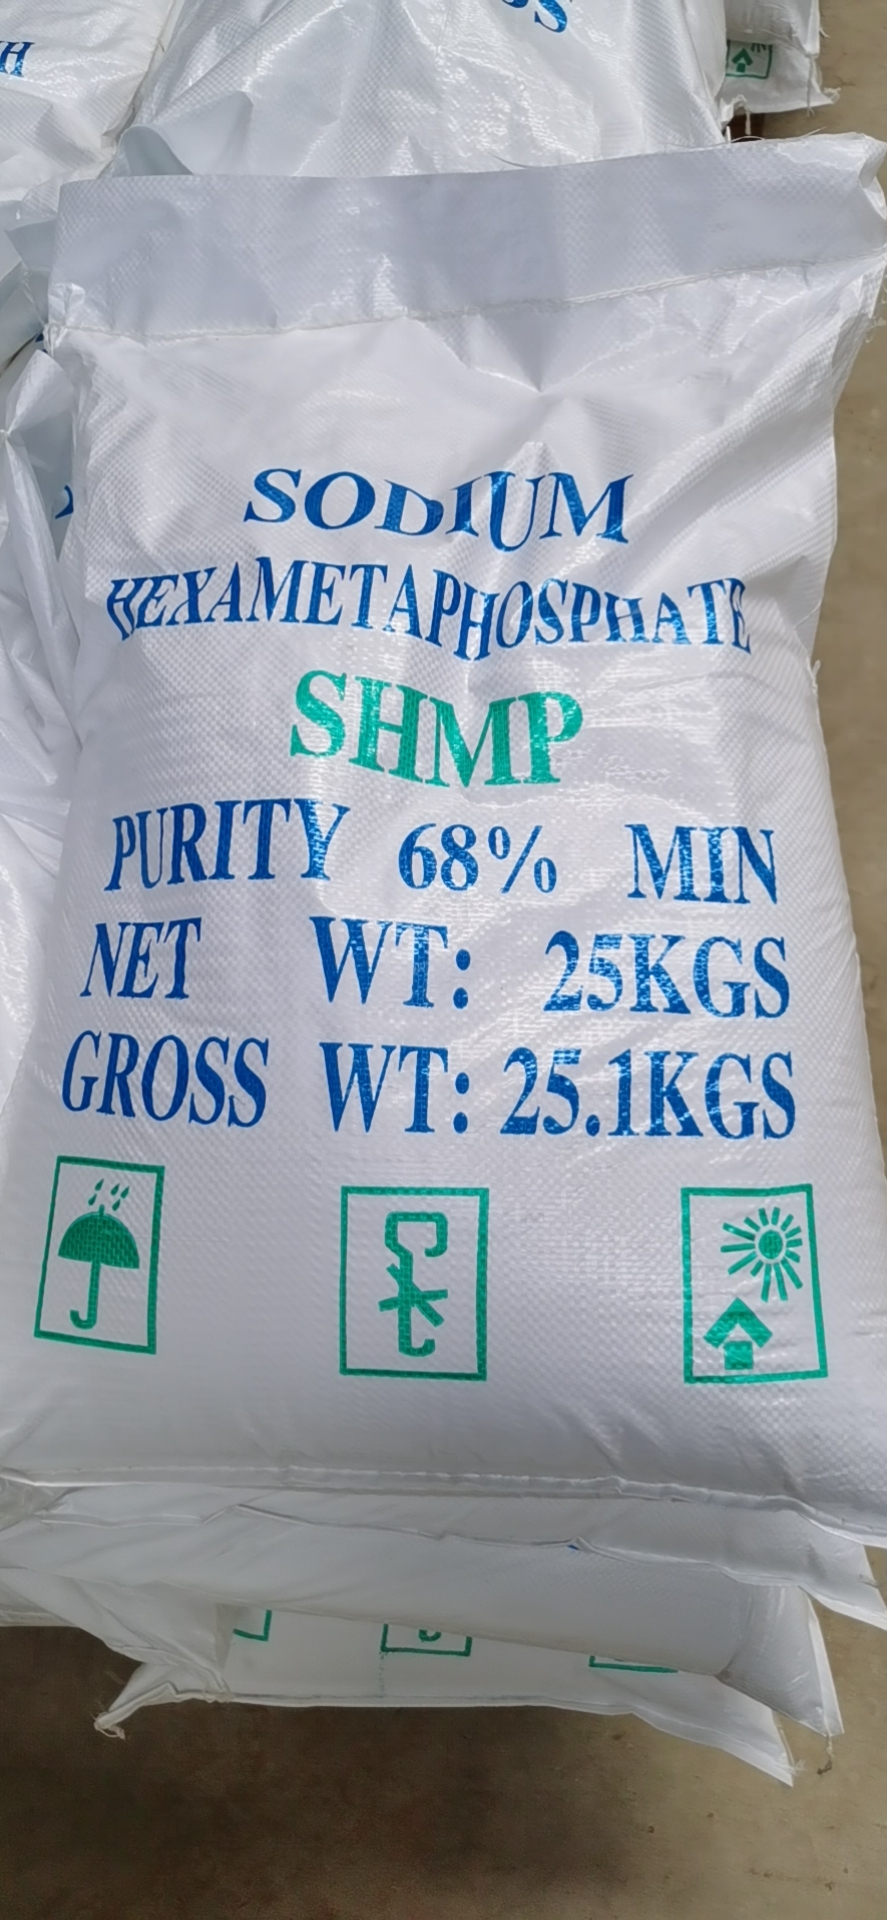 SODIUM
HEXAMETAPHOSPHATE
SHMP
PURITY 68% MIN
NET WT: 25KGS
GROSS WT: 25.1KGS